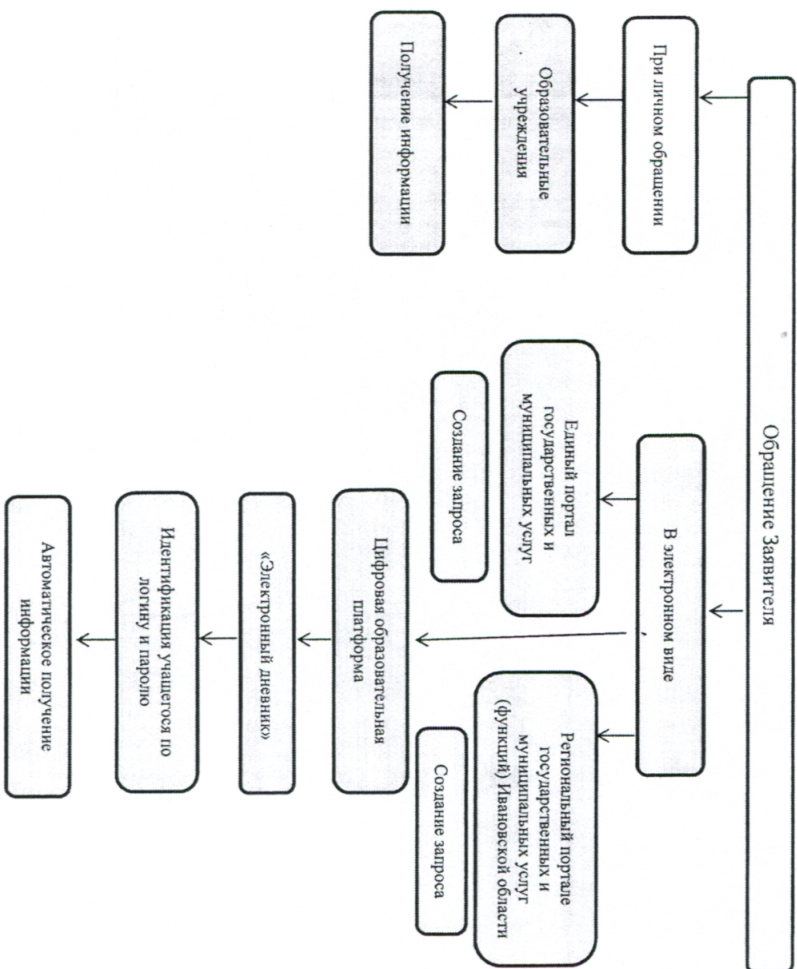 Обращение Заявителя
При личном обращении
Образовательные
учреждения
Получение информации
В электронном виде
Единый портал
государственных и
муниципальных услуг
Создание запроса
Региональный портале
государственных и
муниципальных услуг
(функций) Ивановской области
Создание запроса
Цифровая образовательная
платформа
«Электронный дневник»
Идентификация учащегося по
логину и паролю
Автоматическое получение
информации